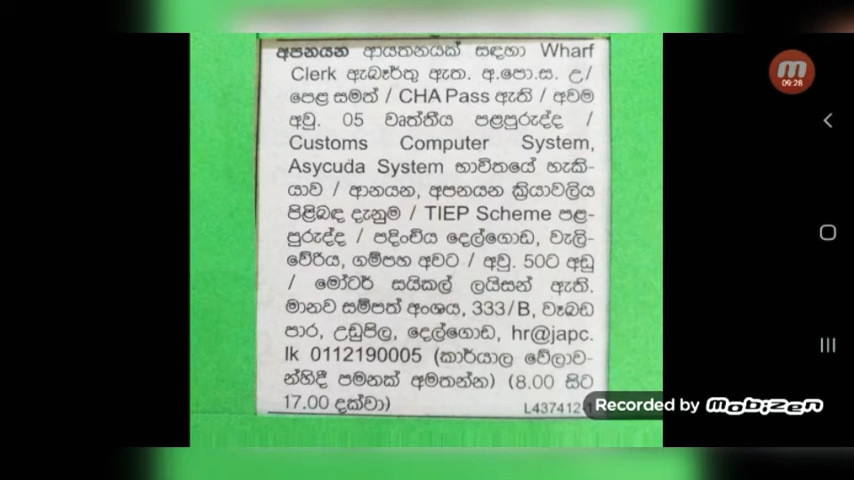 අපනයන ආයතනයක් සඳහා Wharf
Clerk ඇබෑර්තු ඇත. අ.පො.ස. උ/
පෙළ සමත් / CHA Pass ඇති / අවම
අවු. 05 වෘත්තීය පළපුරුද්ද /
Customs Computer System,
Asycuda System භාවිතයේ හැකි-
යාව / ආනයන, අපනයන ක්‍රියාවලිය
පිළිබඳ දැනුම / TIEP Scheme පළ-
පුරුද්ද / පදිංචිය දෙල්ගොඩ, වැලි-
වේරිය, ගම්පහ අවට / අවු. 50ට අඩු
/ මෝටර් සයිකල් ලයිසන් ඇති.
මානව සම්පත් අංශය, 333/B, වෑබඩ
පාර, උඩුපිල, දෙල්ගොඩ, hr@japc.
lk 0112190005 (කාර්යාල වේලාව-
න්හිදී පමනක් අමතන්න) (8.00 සිට
17.00 දක්වා)
L437412-1
Recorded by mobizen
09:28